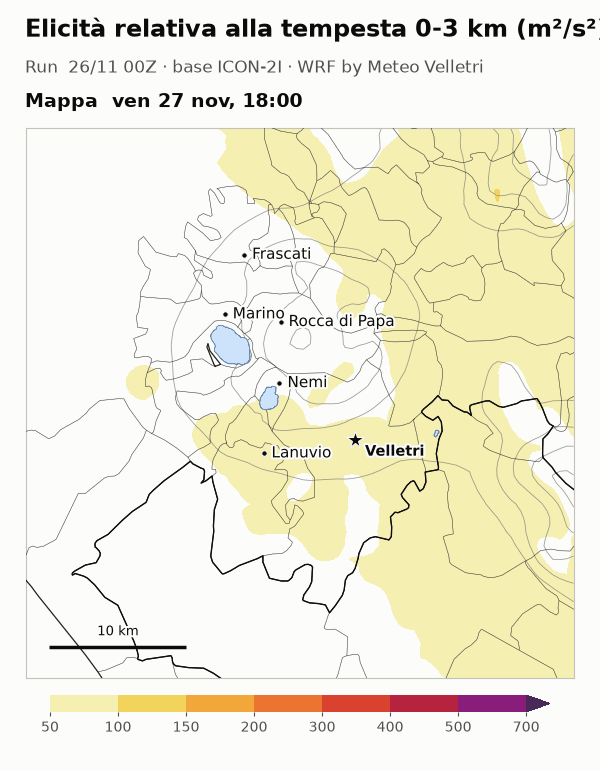 Elicità relativa alla tempesta 0-3 km (m²/s²)
Run  26/11 00Z · base ICON-2I · WRF by Meteo Velletri
Mappa  ven 27 nov, 18:00
Frascati
Marino
Rocca di Papa
Nemi
Velletri
Lanuvio
10 km
50 100 150 200 300 400 500 700